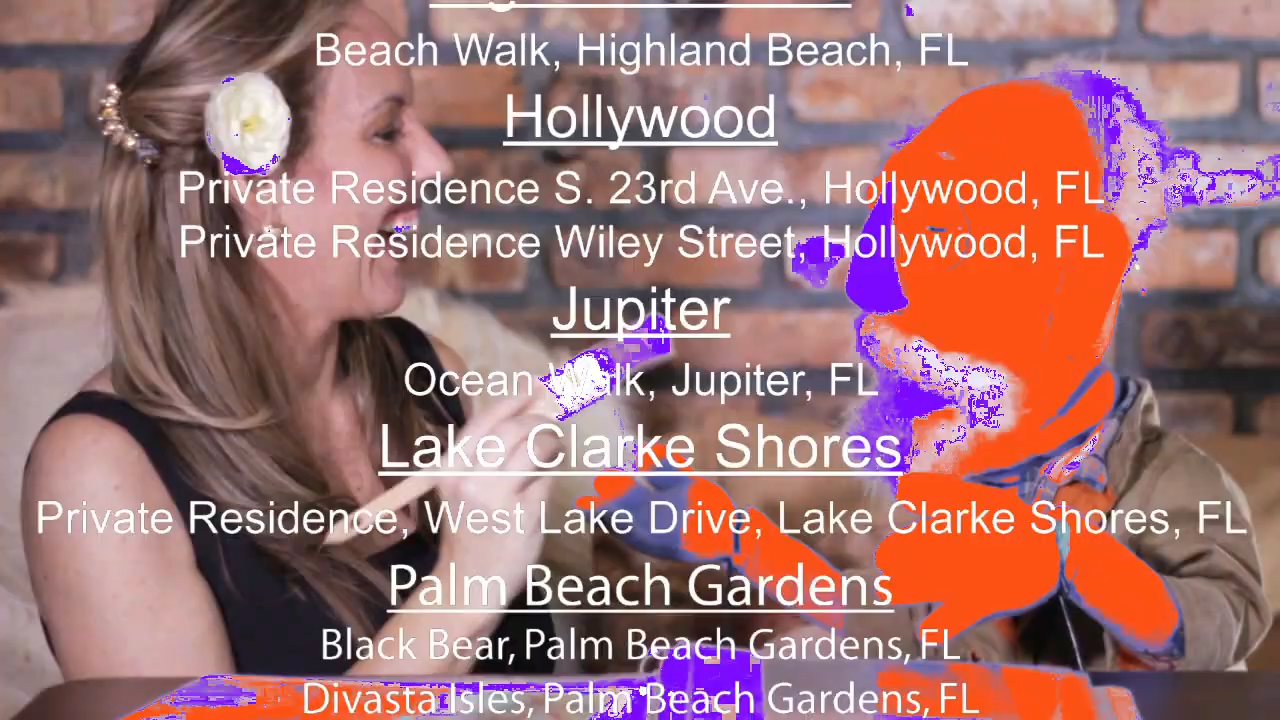 Beach Walk, Highland Beach, FL
Hollywood
Private Residence S. 23rd Ave., Hollywood, FL
Private Residence Wiley Street, Hollywood, FL
Jupiter
Ocean Walk, Jupiter, FL
Lake Clarke Shores
Private Residence, West Lake Drive, Lake Clarke Shores, FL
Palm Beach Gardens
Black Bear, Palm Beach Gardens, FL
Divasta Isles, Palm Beach Gardens, FL